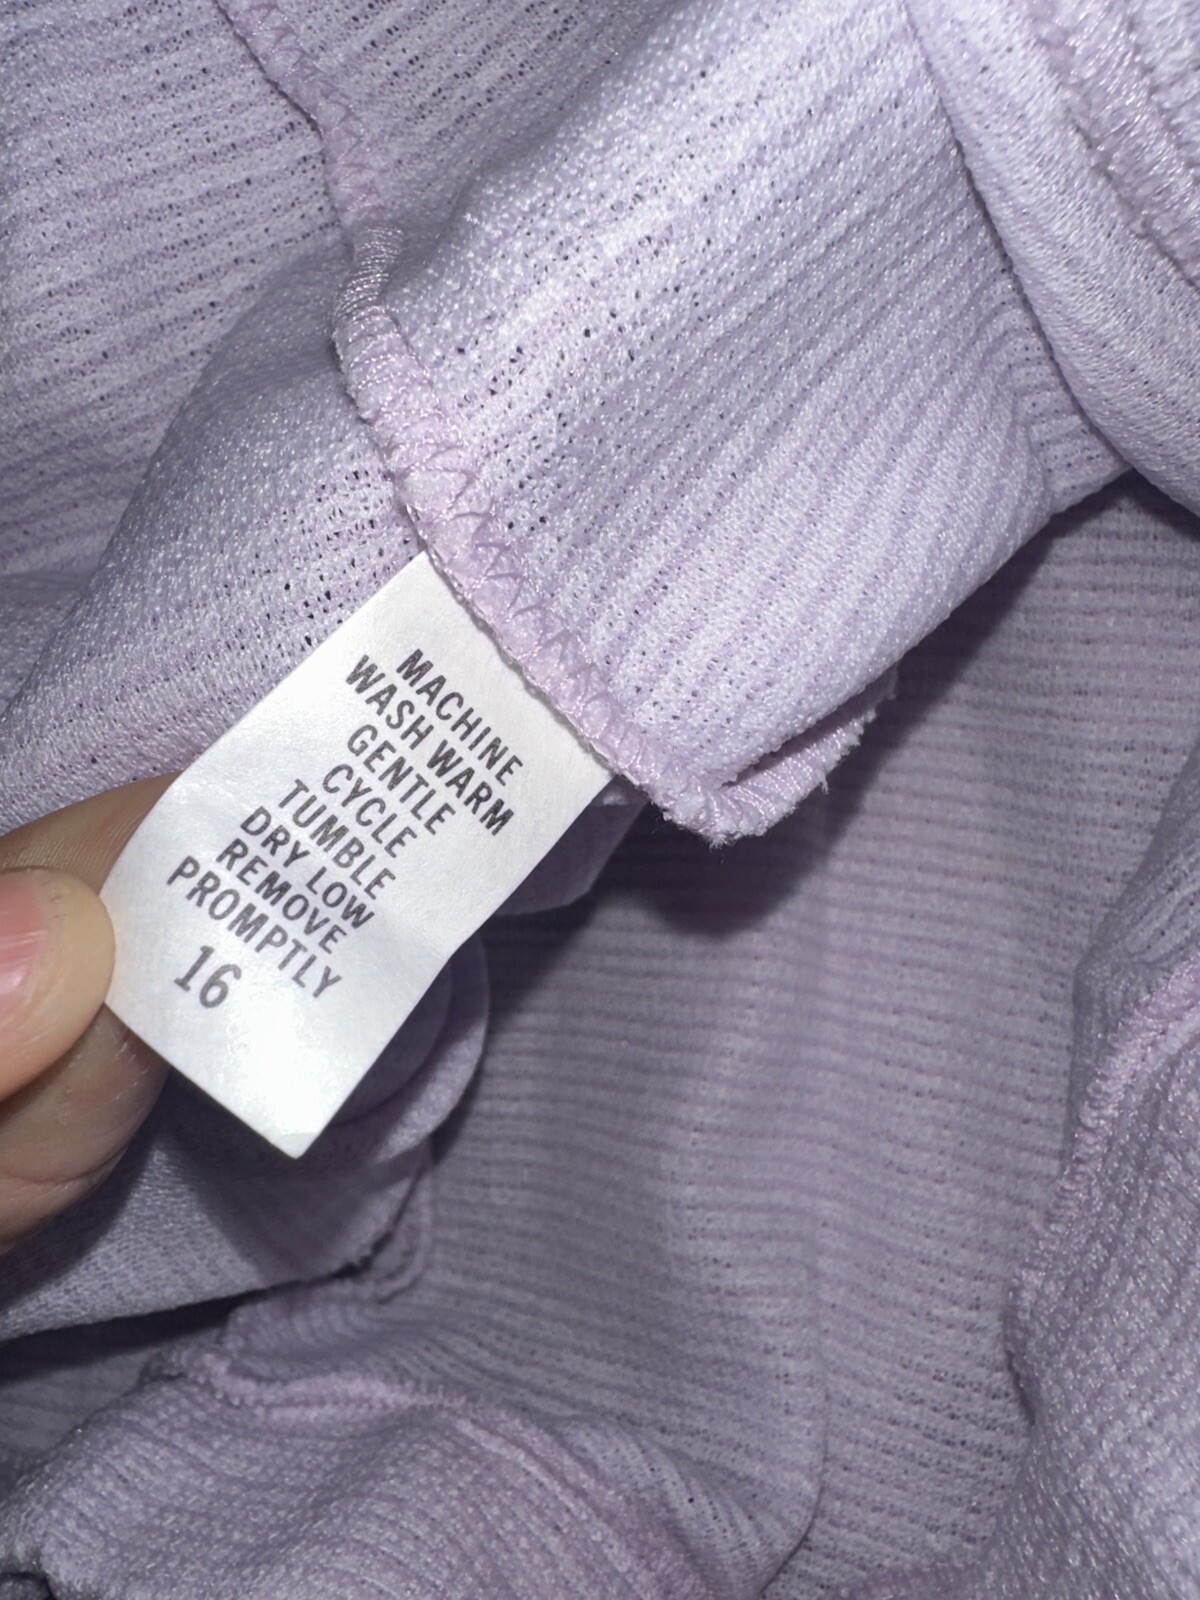 MACHINE
WASH WARM
GENTLE
CYCLE
TUMBLE
DRY LOW
REMOVE
PROMPTLY
16